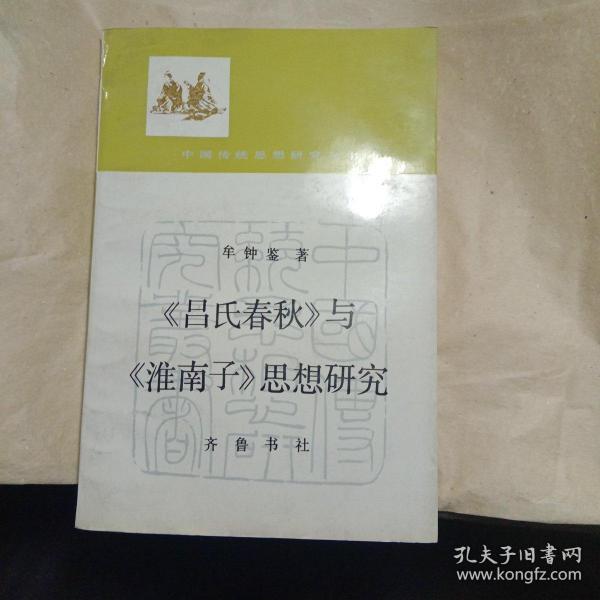 中国传统思想研究
牟钟鉴 著
《吕氏春秋》与
《淮南子》思想研究
齐鲁书社
孔夫子旧书网
www.kongfz.com